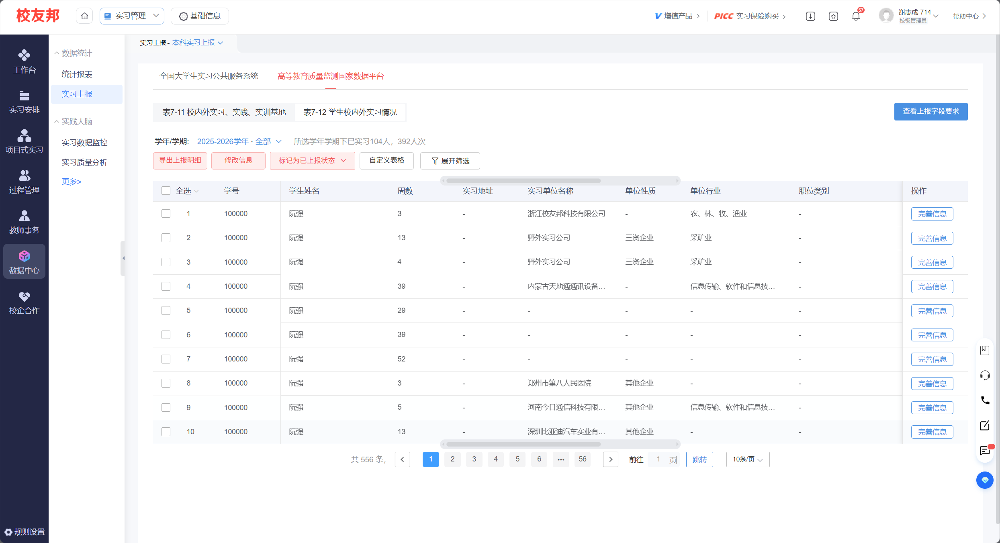 校友邦
实习管理
基础信息
V 增值产品
PICC 实习保险购买
57
谢志成-714
校级管理员
帮助中心
工作台
实习安排
项目式实习
过程管理
教师事务
数据中心
校企合作
规则设置
数据统计
统计报表
实习上报
实践大脑
实习数据监控
实习质量分析
更多>
实习上报 - 本科实习上报
全国大学生实习公共服务系统 高等教育质量监测国家数据平台
表7-11 校内外实习、实践、实训基地 表7-12 学生校内外实习情况 查看上报字段要求
学年/学期: 2025-2026学年 · 全部 所选学年学期下已实习104人，392人次
导出上报明细 修改信息 标记为已上报状态 自定义表格 展开筛选
全选 学号 学生姓名 周数 实习地址 实习单位名称 单位性质 单位行业 职位类别 操作
1 100000 阮强 3 - 浙江校友邦科技有限公司 - 农、林、牧、渔业 - 完善信息
2 100000 阮强 13 - 野外实习公司 三资企业 采矿业 - 完善信息
3 100000 阮强 4 - 野外实习公司 三资企业 采矿业 - 完善信息
4 100000 阮强 39 - 内蒙古天地通通讯设备... - 信息传输、软件和信息技... - 完善信息
5 100000 阮强 29 - - - - - 完善信息
6 100000 阮强 39 - - - - - 完善信息
7 100000 阮强 52 - - - - - 完善信息
8 100000 阮强 3 - 郑州市第八人民医院 其他企业 - - 完善信息
9 100000 阮强 5 - 河南今日通信科技有限... 其他企业 信息传输、软件和信息技... - 完善信息
10 100000 阮强 13 - 深圳比亚迪汽车实业有... 其他企业 - - 完善信息
共 556 条, 1 2 3 4 5 6 ••• 56 前往 1 页 跳转 10条/页